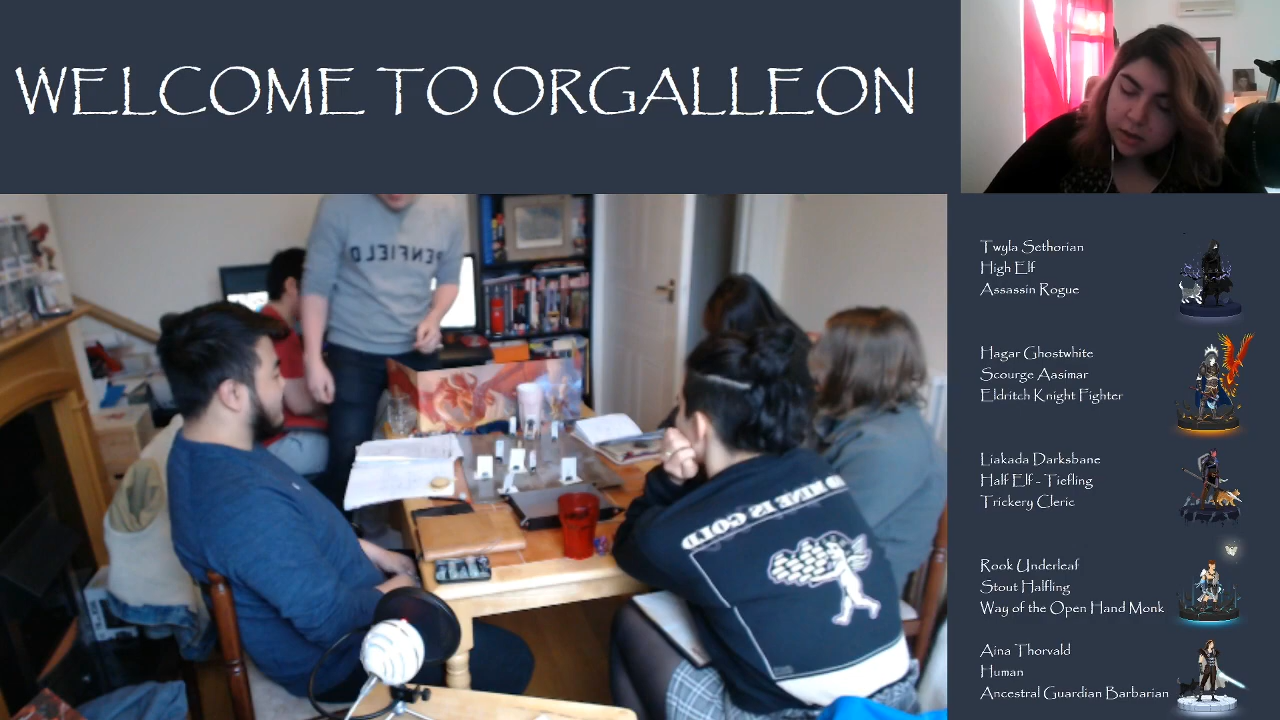 WELCOME TO ORGALLEON
PENFIELD
Twyla Sethorian
High Elf
Assassin Rogue
Hagar Ghostwhite
Scourge Aasimar
Eldritch Knight Fighter
Liakada Darksbane
Half Elf - Tiefling
Trickery Cleric
Rook Underleaf
Stout Halfling
Way of the Open Hand Monk
Aina Thorvald
Human
Ancestral Guardian Barbarian